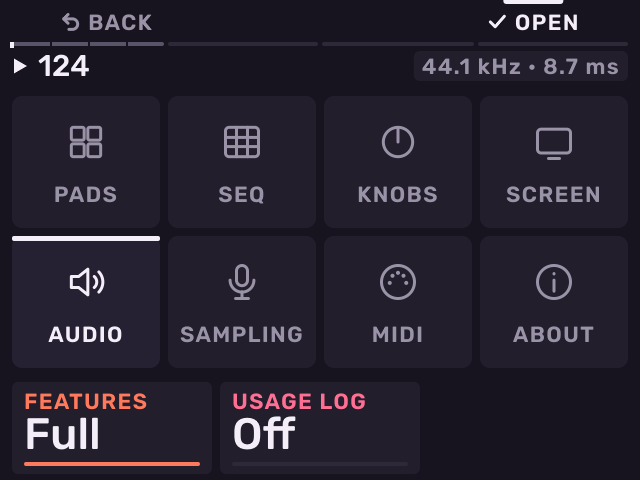 BACK
OPEN
124
44.1 kHz • 8.7 ms
PADS
SEQ
KNOBS
SCREEN
AUDIO
SAMPLING
MIDI
ABOUT
FEATURES
Full
USAGE LOG
Off